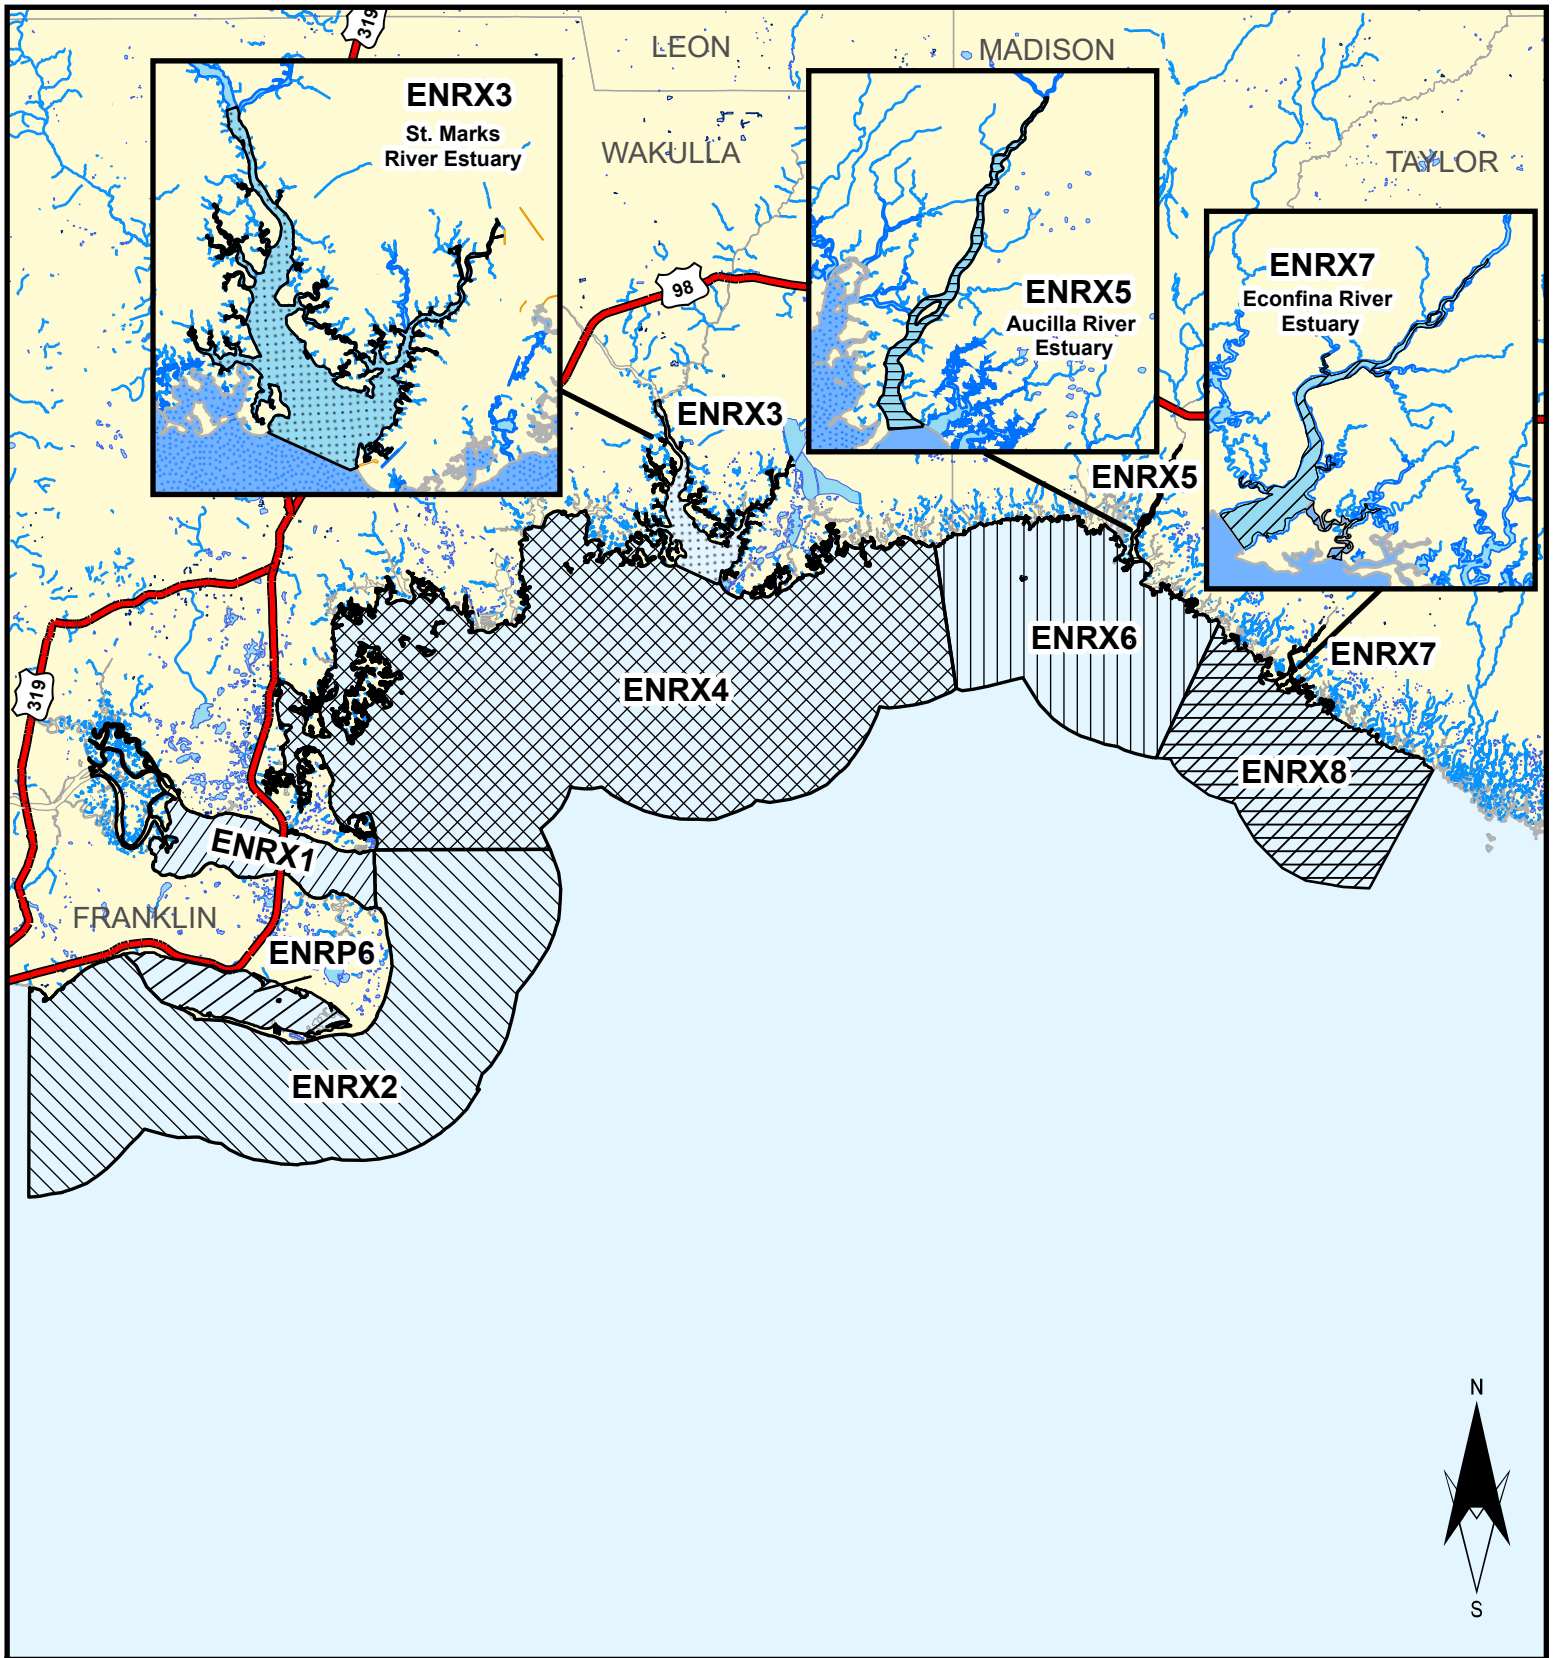 319
LEON
MADISON
ENRX3
St. Marks
River Estuary
WAKULLA
TAYLOR
98
ENRX5
Aucilla River
Estuary
ENRX7
Econfina River
Estuary
ENRX3
ENRX5
ENRX6
ENRX7
ENRX4
319
ENRX8
ENRX1
FRANKLIN
ENRP6
ENRX2
N
S